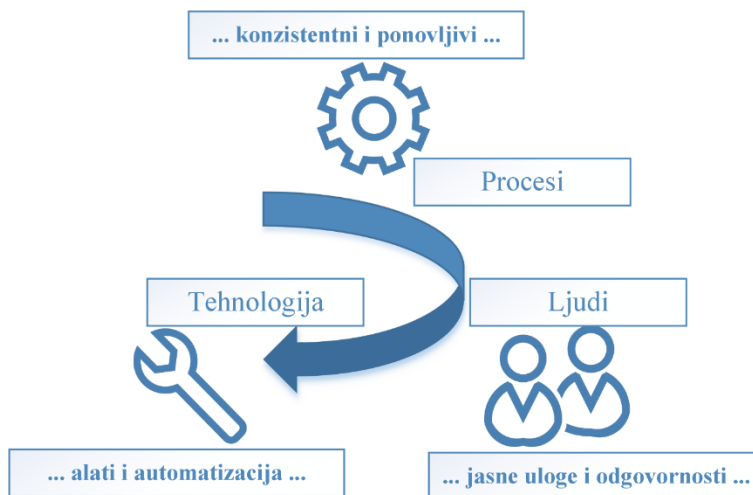 ... konzistentni i ponovljivi ...
Procesi
Tehnologija
Ljudi
... alati i automatizacija ...
... jasne uloge i odgovornosti ...